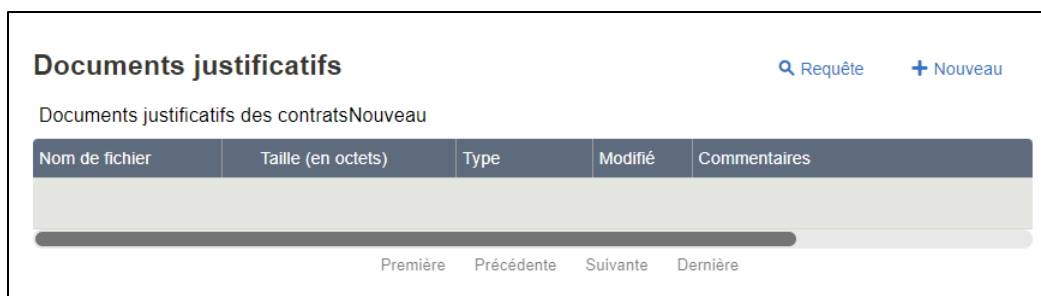 Documents justificatifs Requête Nouveau
Documents justificatifs des contratsNouveau
Nom de fichier Taille (en octets) Type Modifié Commentaires
Première Précédente Suivante Dernière